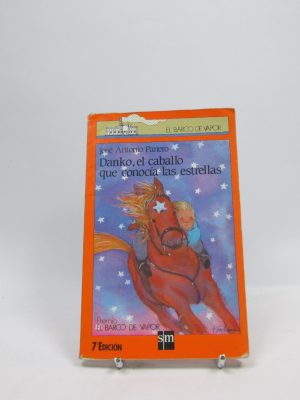 EL BARCO DE VAPOR
José Antonio Panero
Danko, el caballo
que conocía las estrellas
Premio
EL BARCO DE VAPOR
7ª EDICIÓN
sm